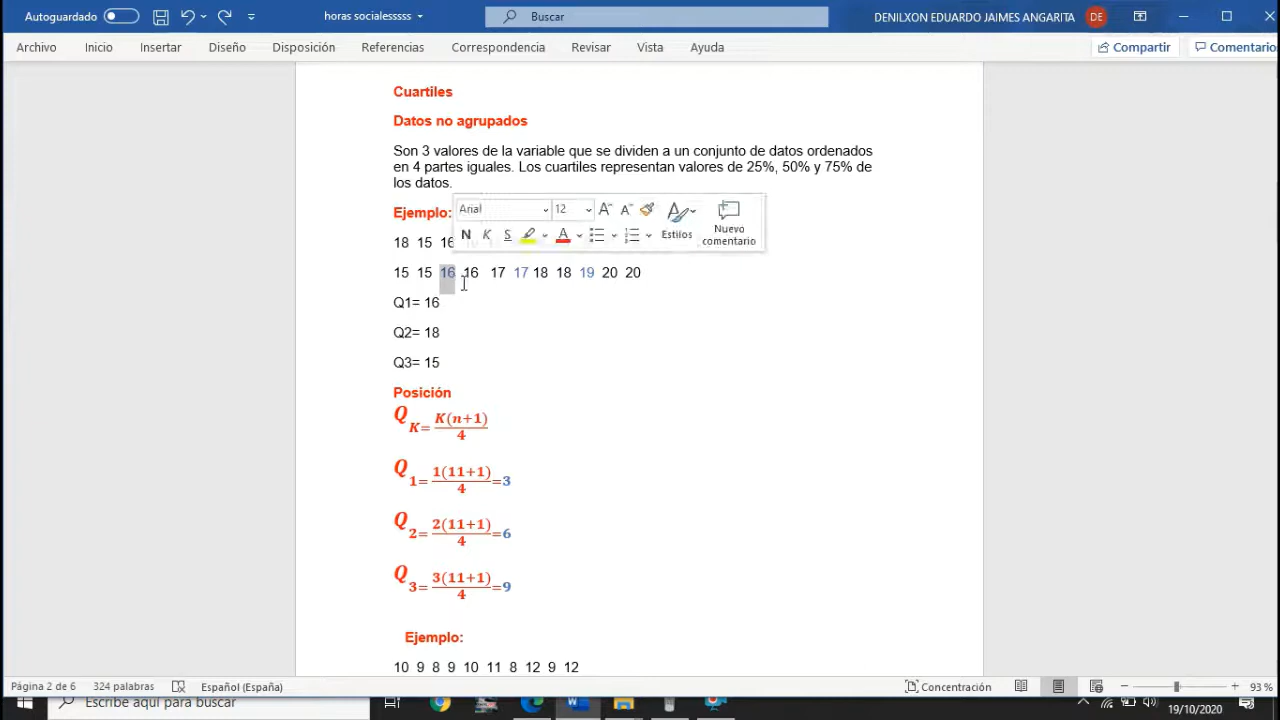 Autoguardado
horas socialesssss
Buscar
DENILXON EDUARDO JAIMES ANGARITA
DE
Archivo Inicio Insertar Diseño Disposición Referencias Correspondencia Revisar Vista Ayuda
Compartir
Comentario
Cuartiles
Datos no agrupados
Son 3 valores de la variable que se dividen a un conjunto de datos ordenados
en 4 partes iguales. Los cuartiles representan valores de 25%, 50% y 75% de
los datos.
Arial 12
Ejemplo:
N K S
Estilos
Nuevo
comentario
18 15 16
15 15 16 16 17 17 18 18 19 20 20
Q1= 16
Q2= 18
Q3= 15
Posición
Q K= K(n+1)/4
Q 1= 1(11+1)/4 =3
Q 2= 2(11+1)/4 =6
Q 3= 3(11+1)/4 =9
Ejemplo:
10 9 8 9 10 11 8 12 9 12
Página 2 de 6 324 palabras Español (España) Concentración 93 %
Escribe aquí para buscar
19/10/2020